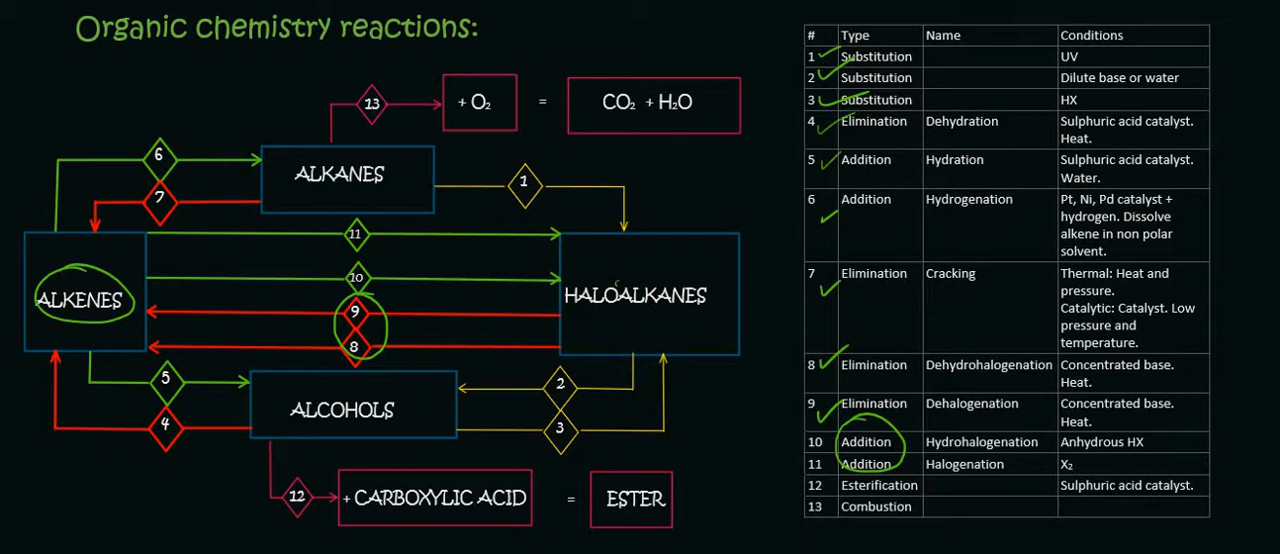 Organic chemistry reactions:
13
+ O₂
=
CO₂ + H₂O
6
ALKANES
7
1
11
ALKENES
10
HALOALKANES
9
8
5
ALCOHOLS
2
4
3
12
+ CARBOXYLIC ACID
=
ESTER
# Type Name Conditions
1 Substitution UV
2 Substitution Dilute base or water
3 Substitution HX
4 Elimination Dehydration Sulphuric acid catalyst.
Heat.
5 Addition Hydration Sulphuric acid catalyst.
Water.
6 Addition Hydrogenation Pt, Ni, Pd catalyst +
hydrogen. Dissolve
alkene in non polar
solvent.
7 Elimination Cracking Thermal: Heat and
pressure.
Catalytic: Catalyst. Low
pressure and
temperature.
8 Elimination Dehydrohalogenation Concentrated base.
Heat.
9 Elimination Dehalogenation Concentrated base.
Heat.
10 Addition Hydrohalogenation Anhydrous HX
11 Addition Halogenation X₂
12 Esterification Sulphuric acid catalyst.
13 Combustion